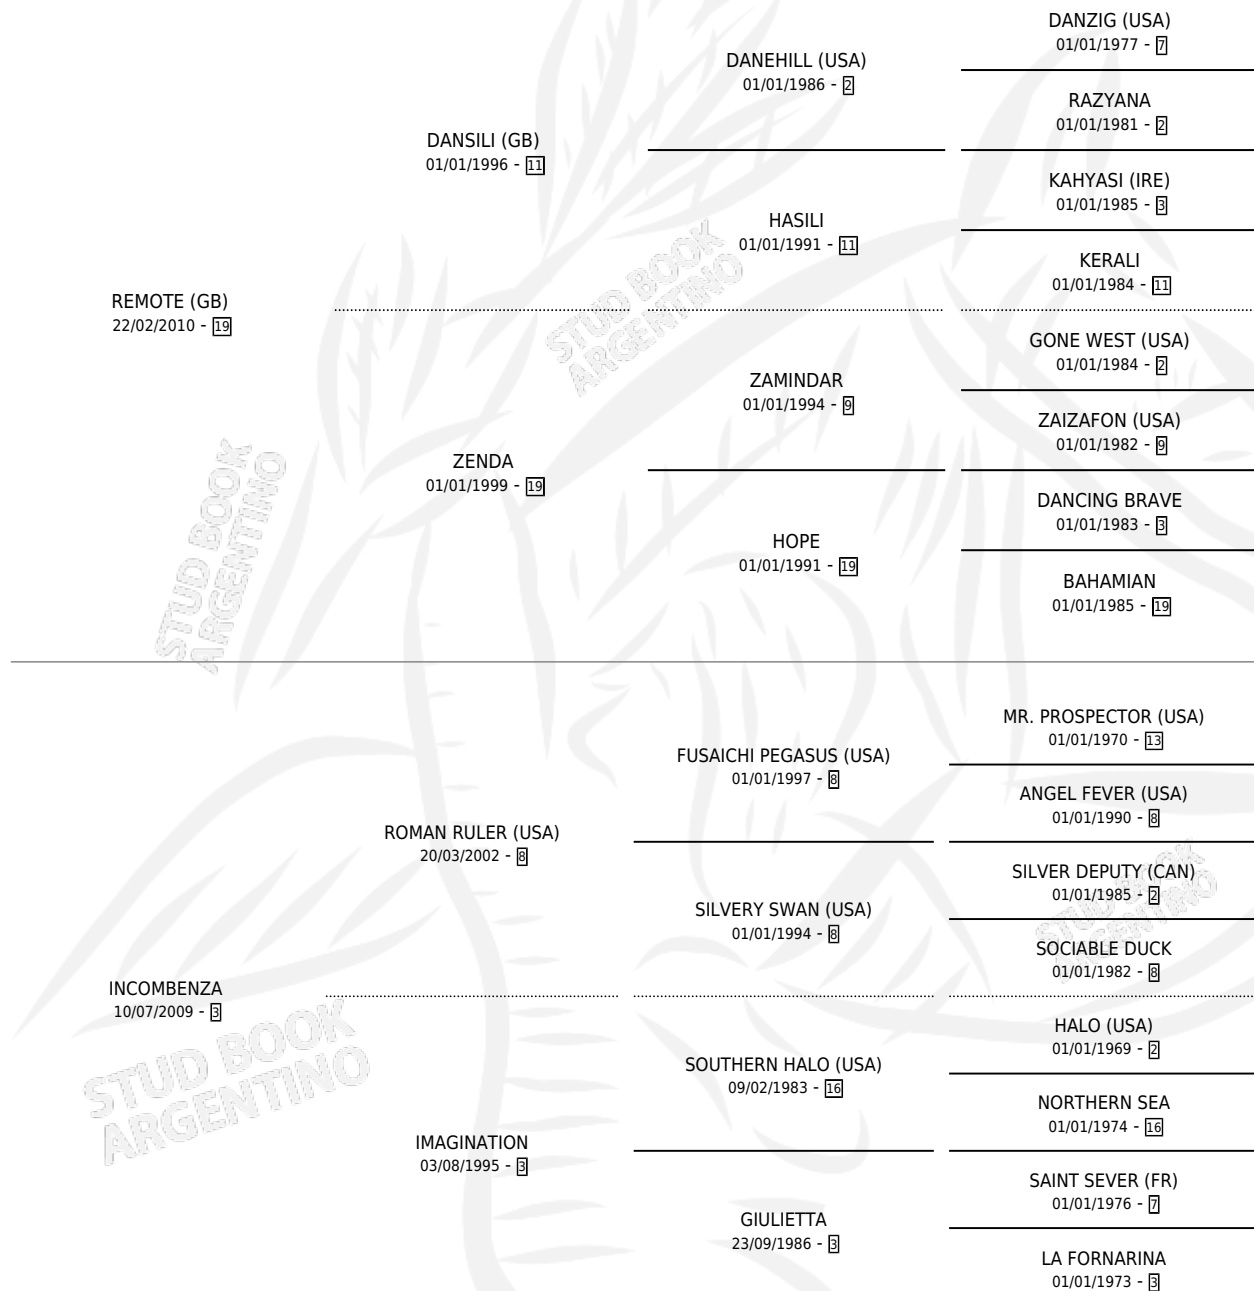 DANZIG (USA)
01/01/1977 - 7
DANEHILL (USA)
01/01/1986 - 2
RAZYANA
01/01/1981 - 2
DANSILI (GB)
01/01/1996 - 11
KAHYASI (IRE)
01/01/1985 - 3
HASILI
01/01/1991 - 11
KERALI
01/01/1984 - 11
REMOTE (GB)
22/02/2010 - 19
GONE WEST (USA)
01/01/1984 - 2
ZAMINDAR
01/01/1994 - 9
ZAIZAFON (USA)
01/01/1982 - 9
ZENDA
01/01/1999 - 19
DANCING BRAVE
01/01/1983 - 3
HOPE
01/01/1991 - 19
BAHAMIAN
01/01/1985 - 19
MR. PROSPECTOR (USA)
01/01/1970 - 13
FUSAICHI PEGASUS (USA)
01/01/1997 - 8
ANGEL FEVER (USA)
01/01/1990 - 8
ROMAN RULER (USA)
20/03/2002 - 8
SILVER DEPUTY (CAN)
01/01/1985 - 2
SILVERY SWAN (USA)
01/01/1994 - 8
SOCIABLE DUCK
01/01/1982 - 8
INCOMBENZA
10/07/2009 - 3
HALO (USA)
01/01/1969 - 2
SOUTHERN HALO (USA)
09/02/1983 - 16
NORTHERN SEA
01/01/1974 - 16
IMAGINATION
03/08/1995 - 3
SAINT SEVER (FR)
01/01/1976 - 7
GIULIETTA
23/09/1986 - 3
LA FORNARINA
01/01/1973 - 3
STUD BOOK
ARGENTINO
STUD BOOK
ARGENTINO
STUD BOOK
ARGENTINO
STUD BOOK
ARGENTINO